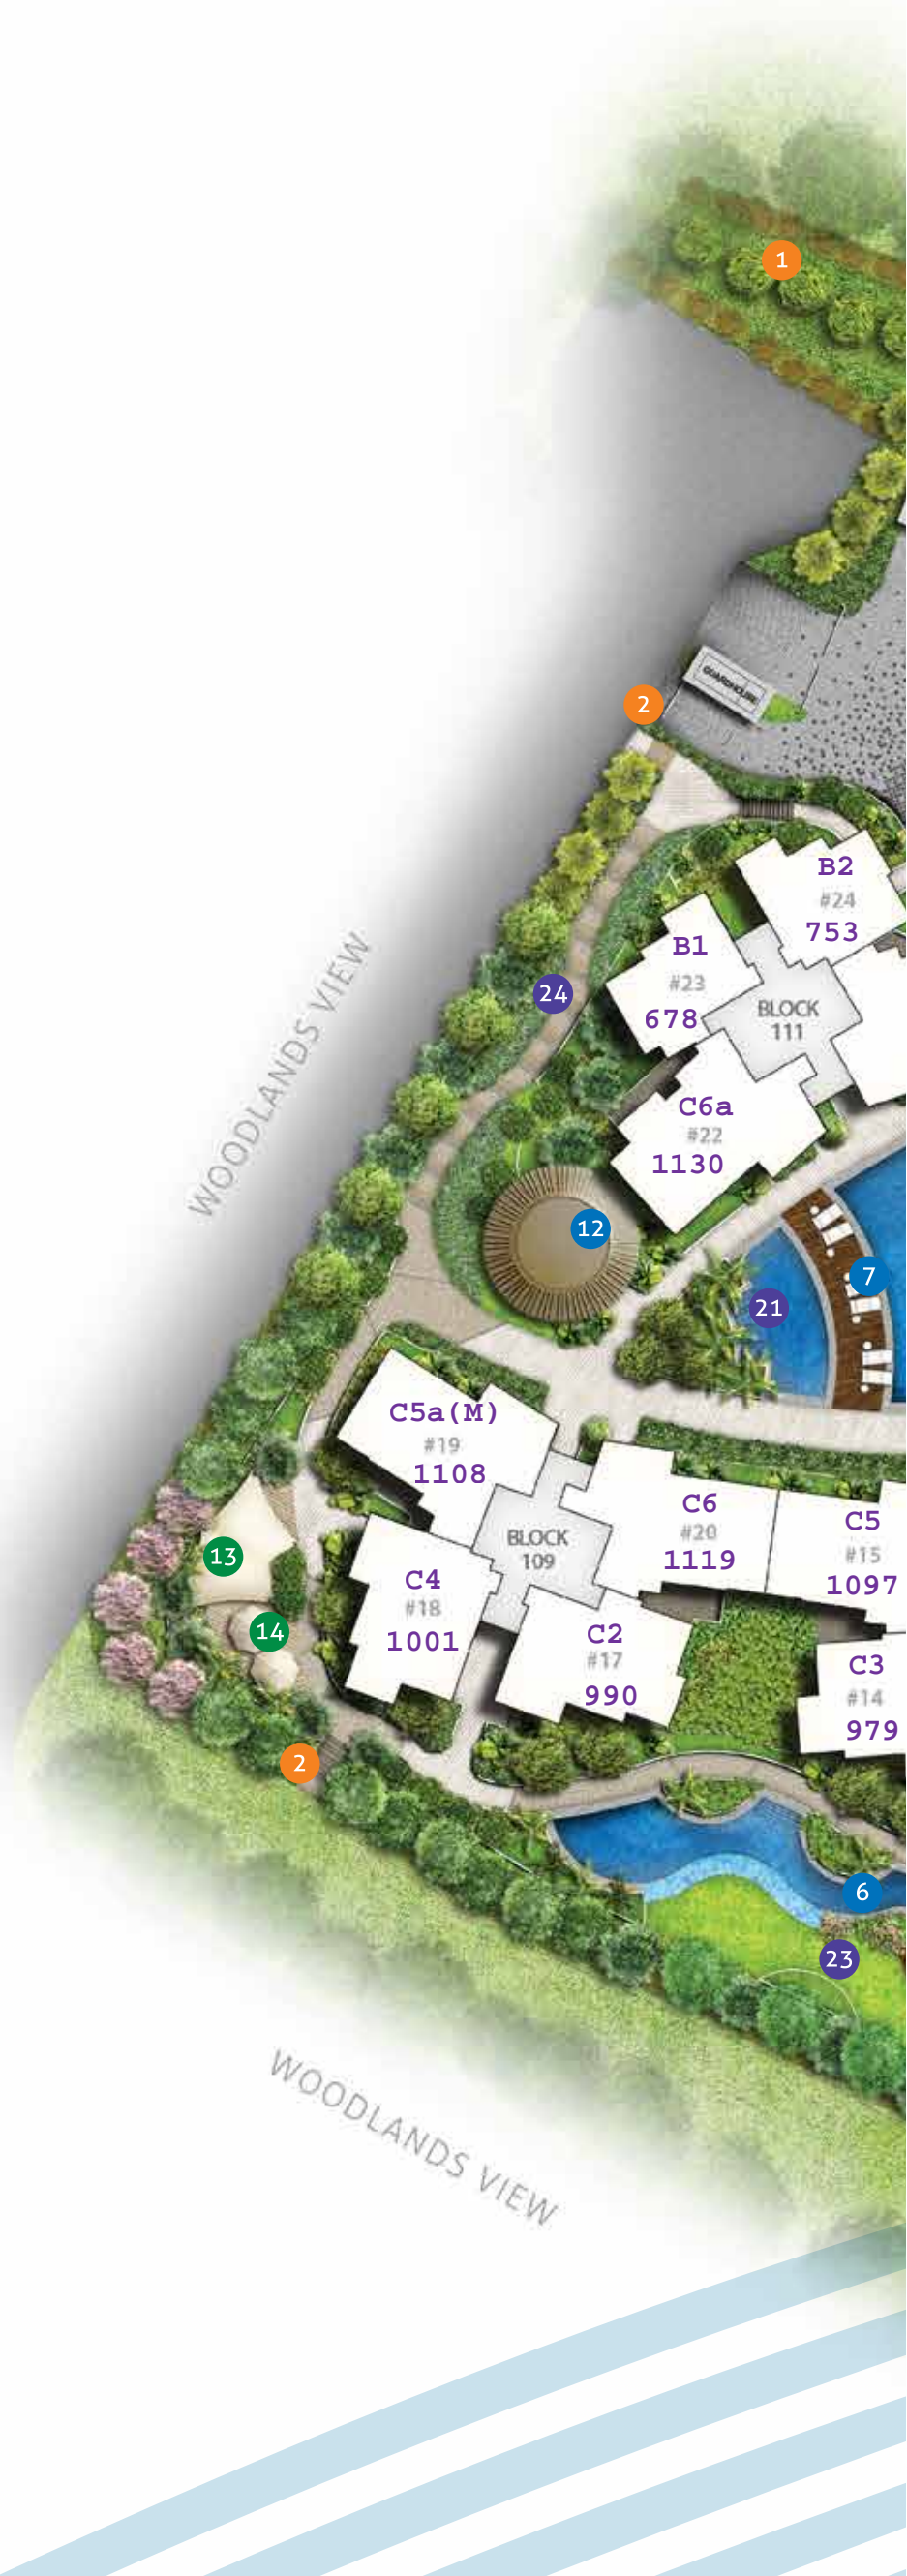 1
GUARDHOUSE
2
B2
#24
753
B1
#23
678
24
BLOCK
111
WOODLANDS VIEW
C6a
#22
1130
12
7
21
C5a(M)
#19
1108
C6
#20
1119
C5
#15
1097
BLOCK
109
13
C4
#18
1001
14
C2
#17
990
C3
#14
979
2
6
23
WOODLANDS VIEW